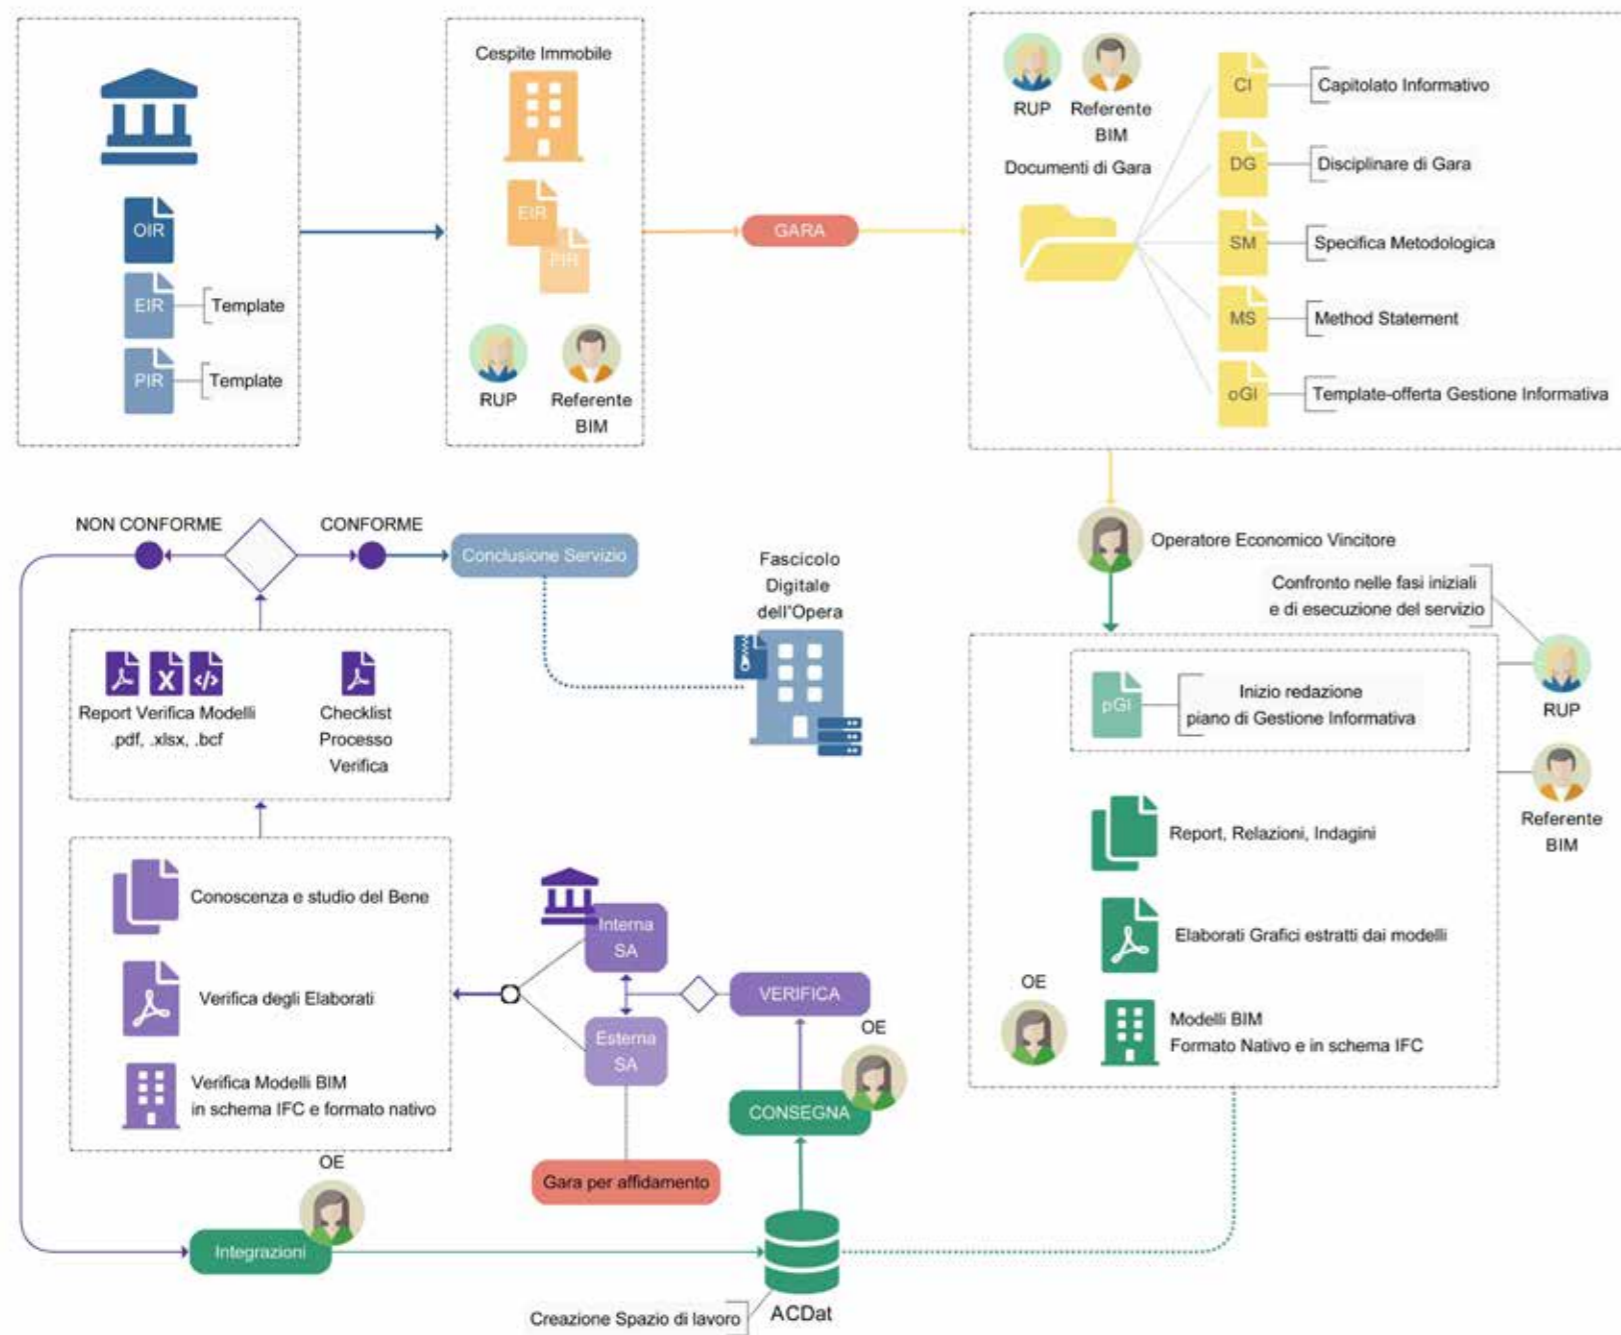 OIR
EIR
Template
PIR
Template
Cespite Immobile
EIR
PIR
RUP
Referente
BIM
GARA
RUP
Referente
BIM
Documenti di Gara
CI
Capitolato Informativo
DG
Disciplinare di Gara
SM
Specifica Metodologica
MS
Method Statement
oGI
Template-offerta Gestione Informativa
Operatore Economico Vincitore
Confronto nelle fasi iniziali
e di esecuzione del servizio
pGI
Inizio redazione
piano di Gestione Informativa
RUP
Referente
BIM
Report, Relazioni, Indagini
Elaborati Grafici estratti dai modelli
OE
Modelli BIM
Formato Nativo e in schema IFC
NON CONFORME
CONFORME
Conclusione Servizio
Fascicolo
Digitale
dell'Opera
X
</>
Report Verifica Modelli
.pdf, .xlsx, .bcf
Checklist
Processo
Verifica
Conoscenza e studio del Bene
Verifica degli Elaborati
Verifica Modelli BIM
in schema IFC e formato nativo
Interna
SA
Esterna
SA
VERIFICA
OE
CONSEGNA
Gara per affidamento
OE
Integrazioni
ACDat
Creazione Spazio di lavoro